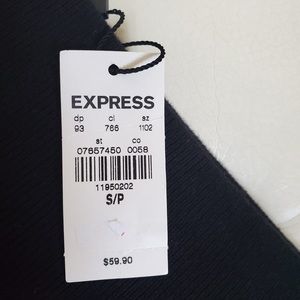 EXPRESS
dp cl sz
93 766 1102
st co
07657450 0058
11950202
S/P
$59.90